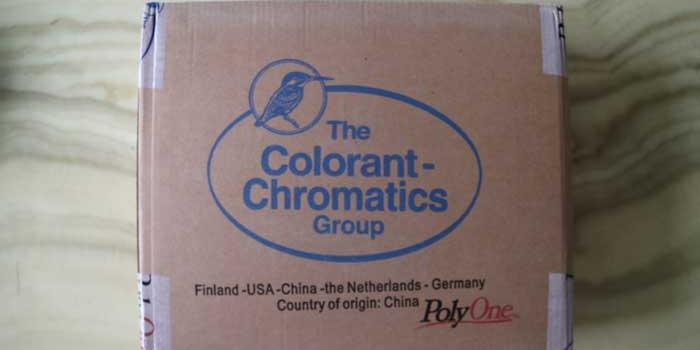 The
Colorant-
Chromatics
Group
Finland -USA -China -the Netherlands - Germany
Country of origin: China
PolyOne